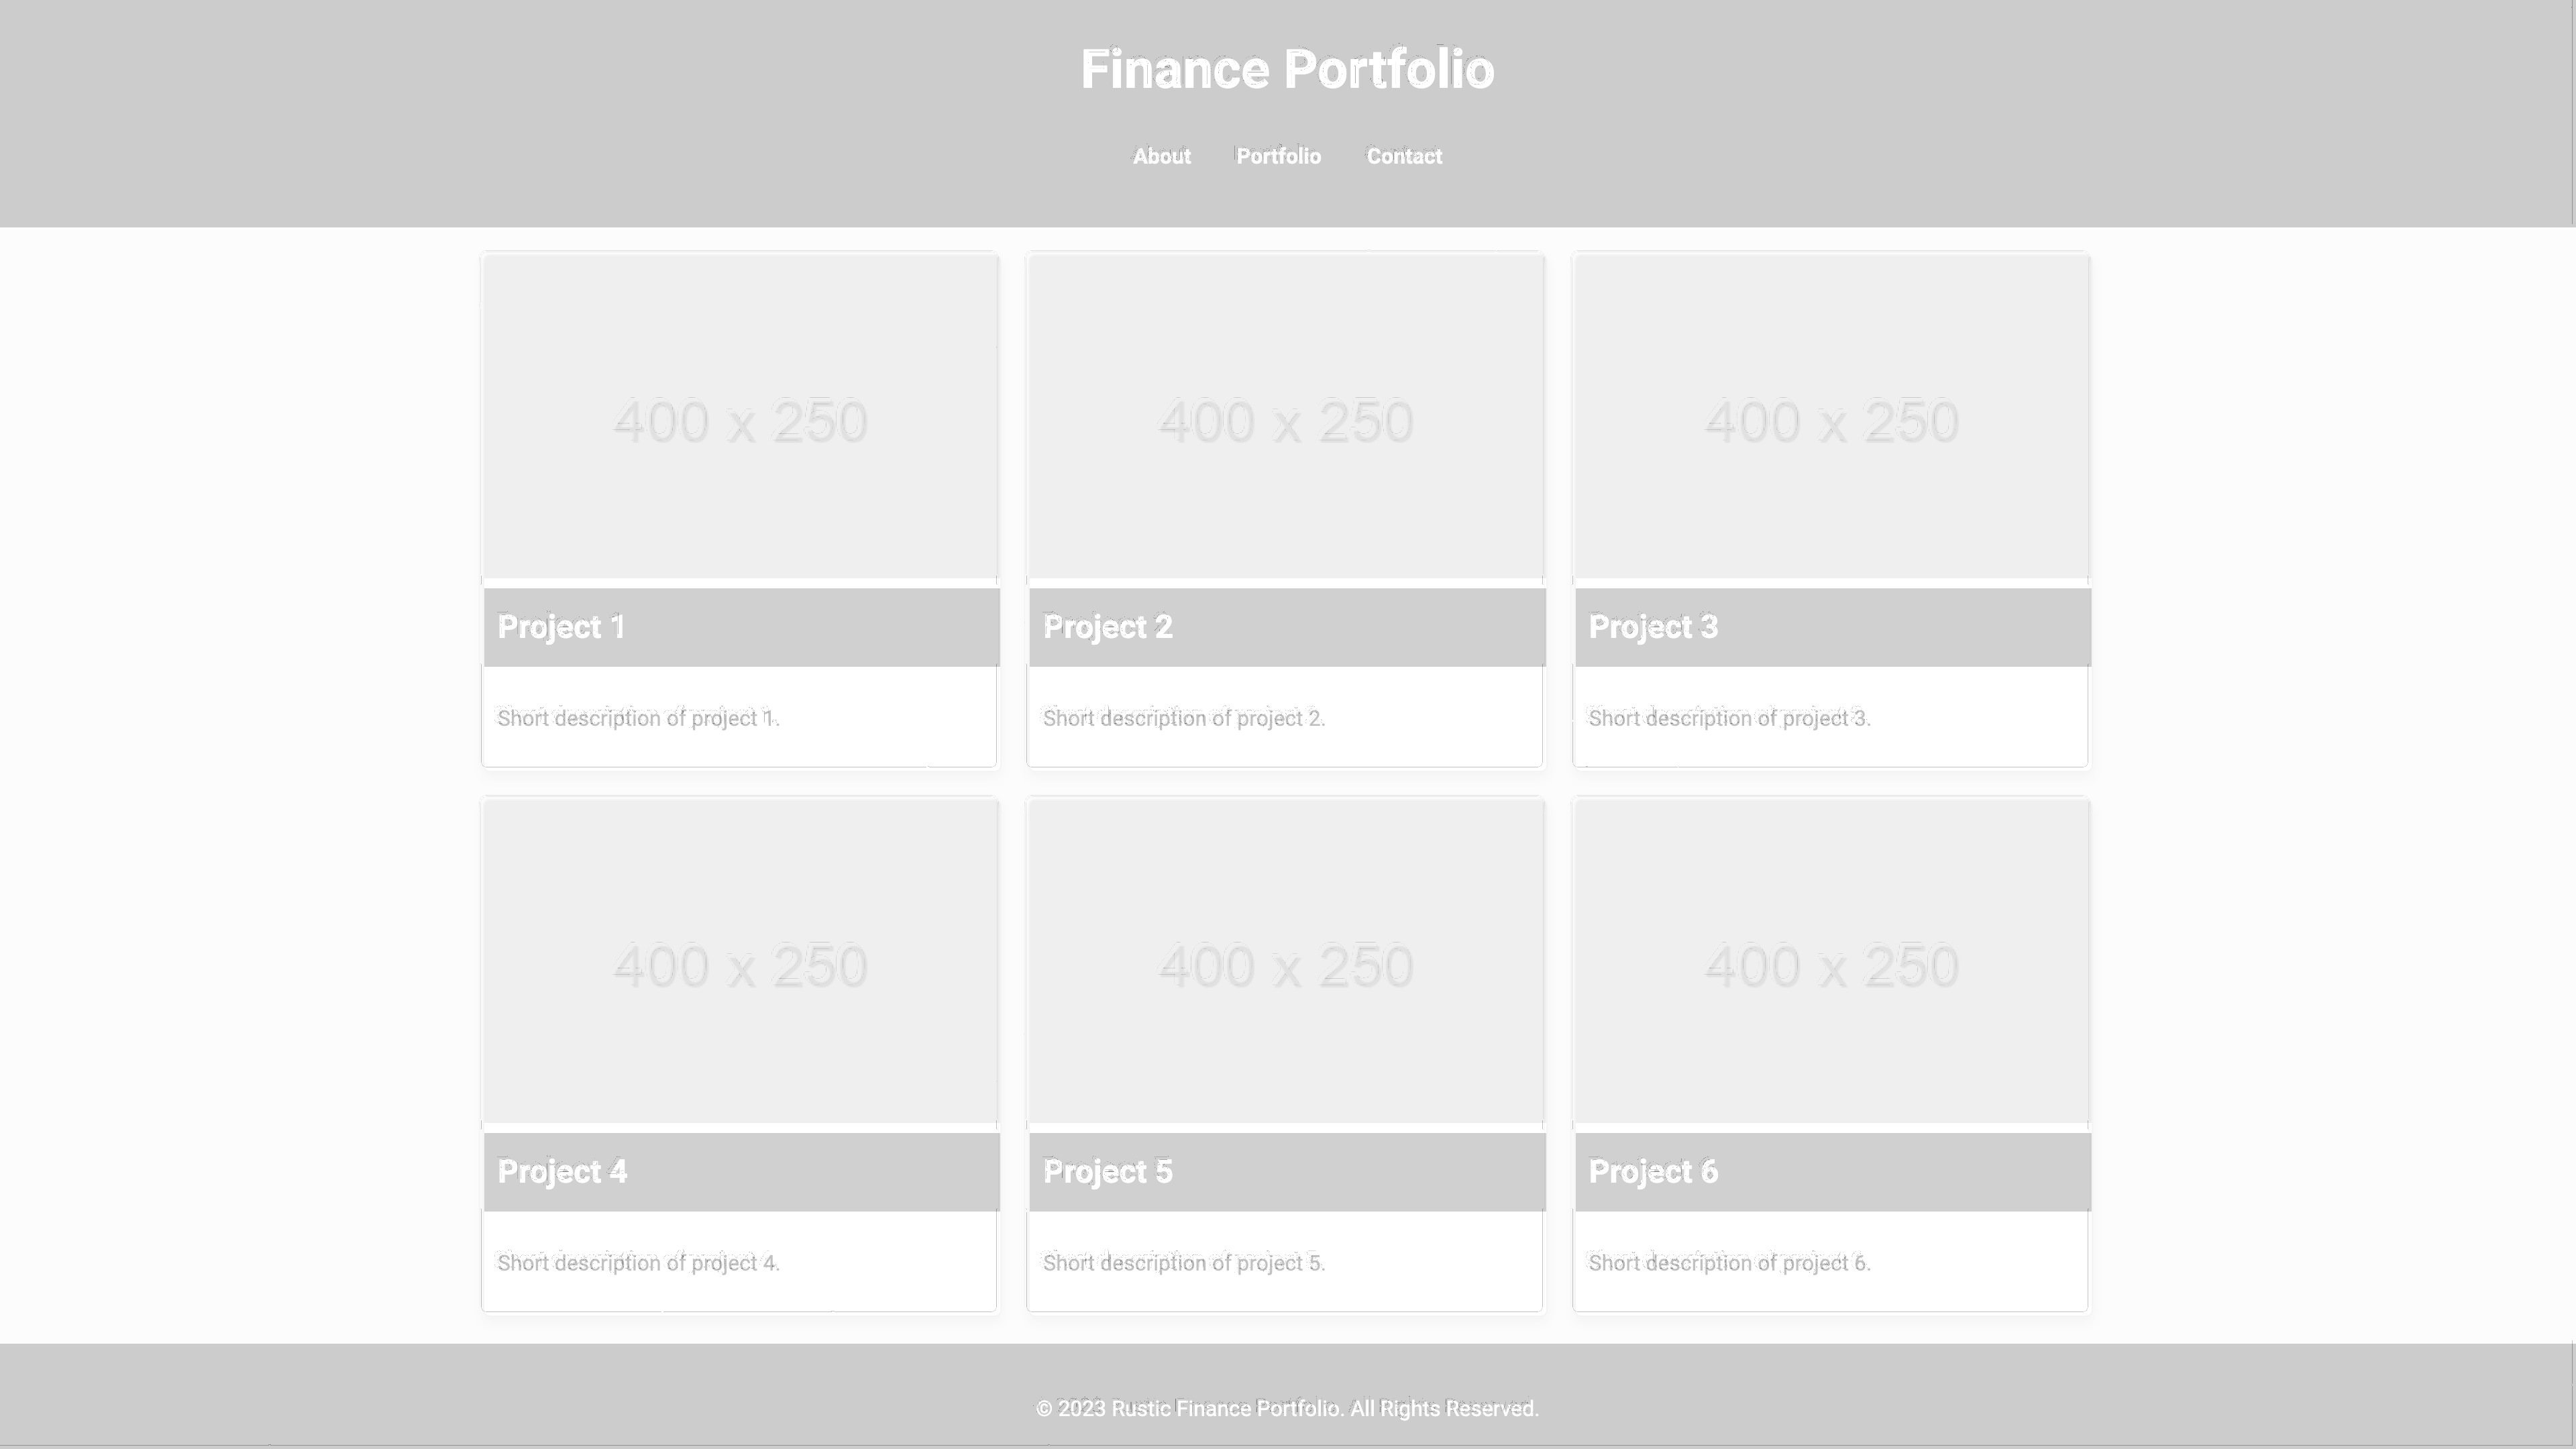 Finance Portfolio
About Portfolio Contact
400 x 250 400 x 250 400 x 250
Project 1 Project 2 Project 3
Short description of project 1. Short description of project 2. Short description of project 3.
400 x 250 400 x 250 400 x 250
Project 4 Project 5 Project 6
Short description of project 4. Short description of project 5. Short description of project 6.
© 2023 Rustic Finance Portfolio. All Rights Reserved.